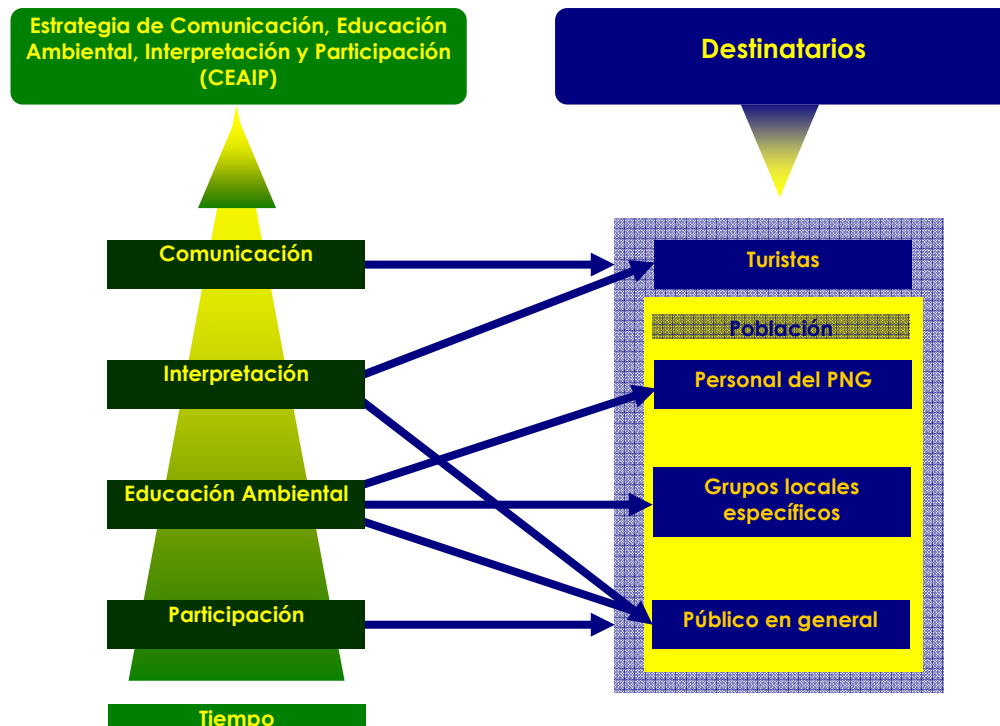 Estrategia de Comunicación, Educación
Ambiental, Interpretación y Participación
(CEAIP)
Destinatarios
Comunicación
Interpretación
Educación Ambiental
Participación
Tiempo
Turistas
Población
Personal del PNG
Grupos locales
específicos
Público en general